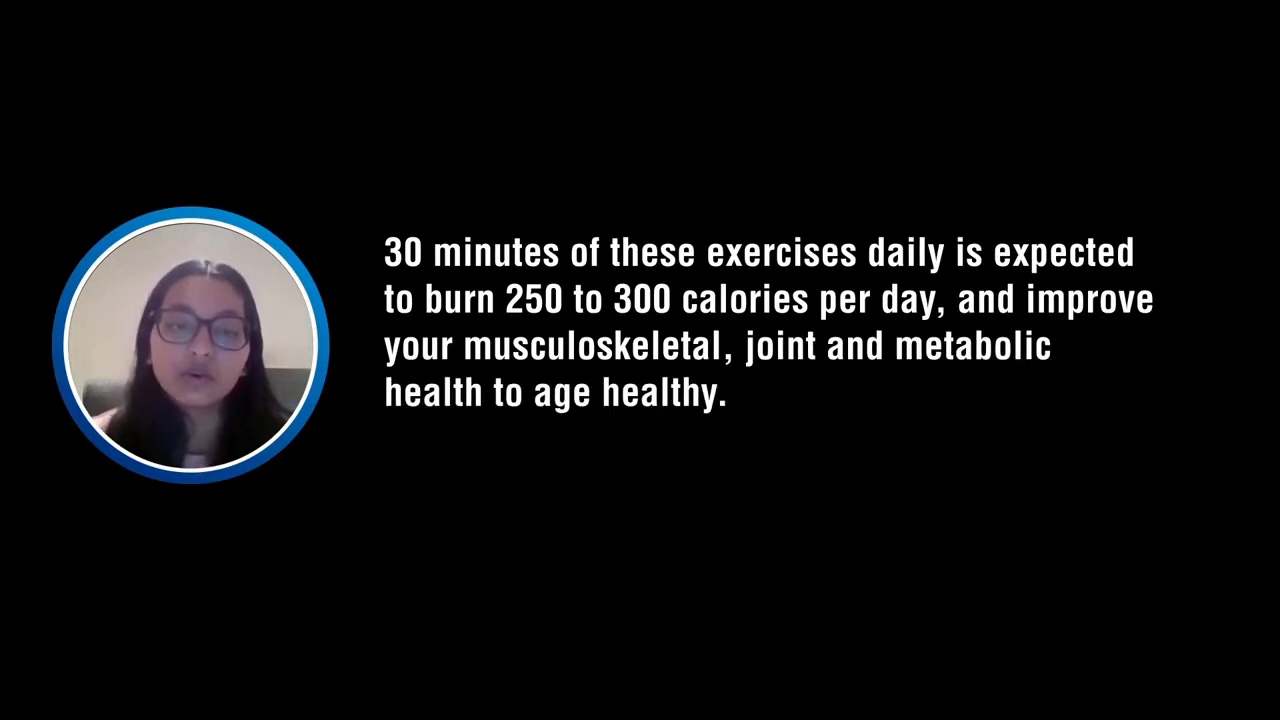 30 minutes of these exercises daily is expected
to burn 250 to 300 calories per day, and improve
your musculoskeletal, joint and metabolic
health to age healthy.